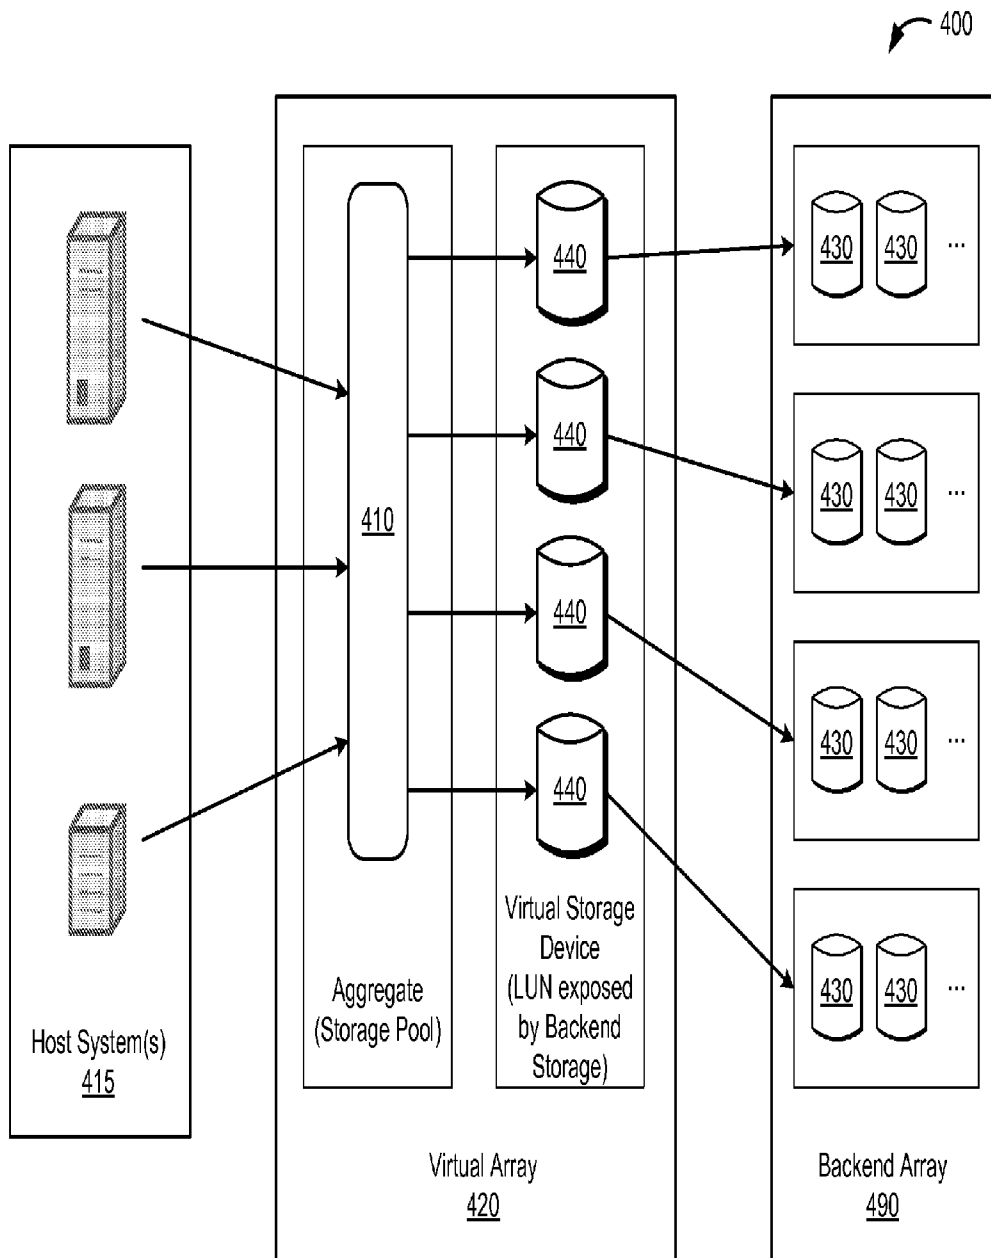 400
440
430 430 ...
440
430 430 ...
410
440
430 430 ...
440
430 430 ...
Virtual Storage
Device
(LUN exposed
by Backend
Storage)
Aggregate
(Storage Pool)
Host System(s)
415
Virtual Array
420
Backend Array
490